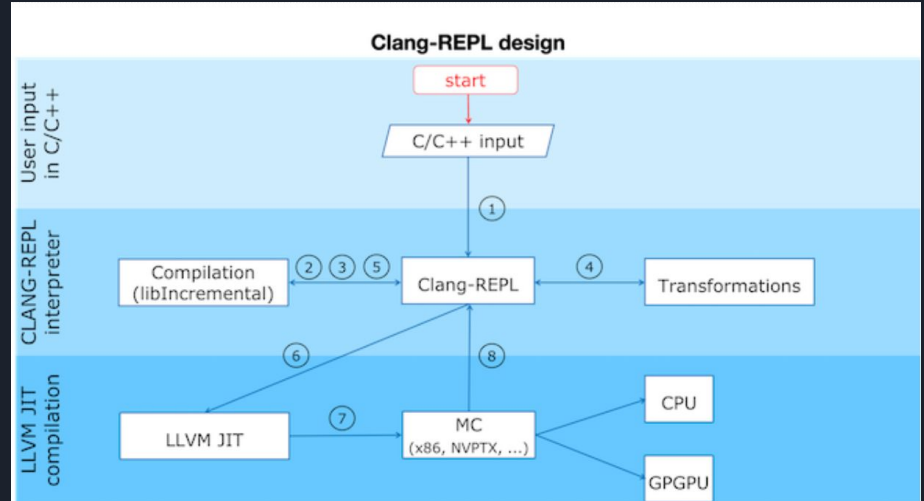 Clang-REPL design
User input
in C/C++
start
C/C++ input
1
CLANG-REPL
interpreter
Compilation
(libIncremental)
2 3 5
Clang-REPL
4
Transformations
6
8
LLVM JIT
compilation
LLVM JIT
7
MC
(x86, NVPTX, ...)
CPU
GPGPU